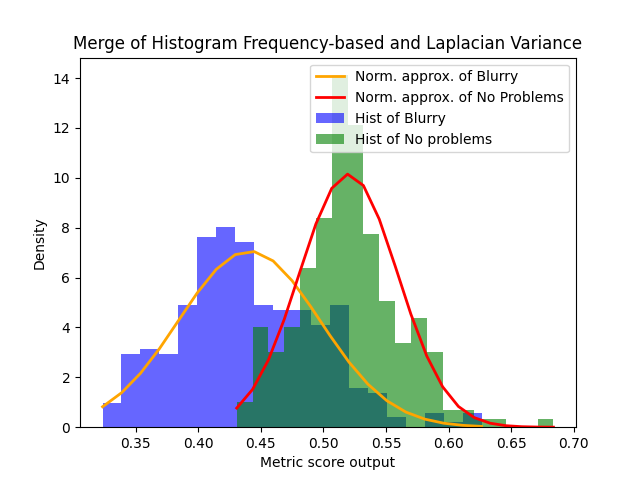 Merge of Histogram Frequency-based and Laplacian Variance
Norm. approx. of Blurry
Norm. approx. of No Problems
Hist of Blurry
Hist of No problems
Density
14
12
10
8
6
4
2
0
0.35 0.40 0.45 0.50 0.55 0.60 0.65 0.70
Metric score output